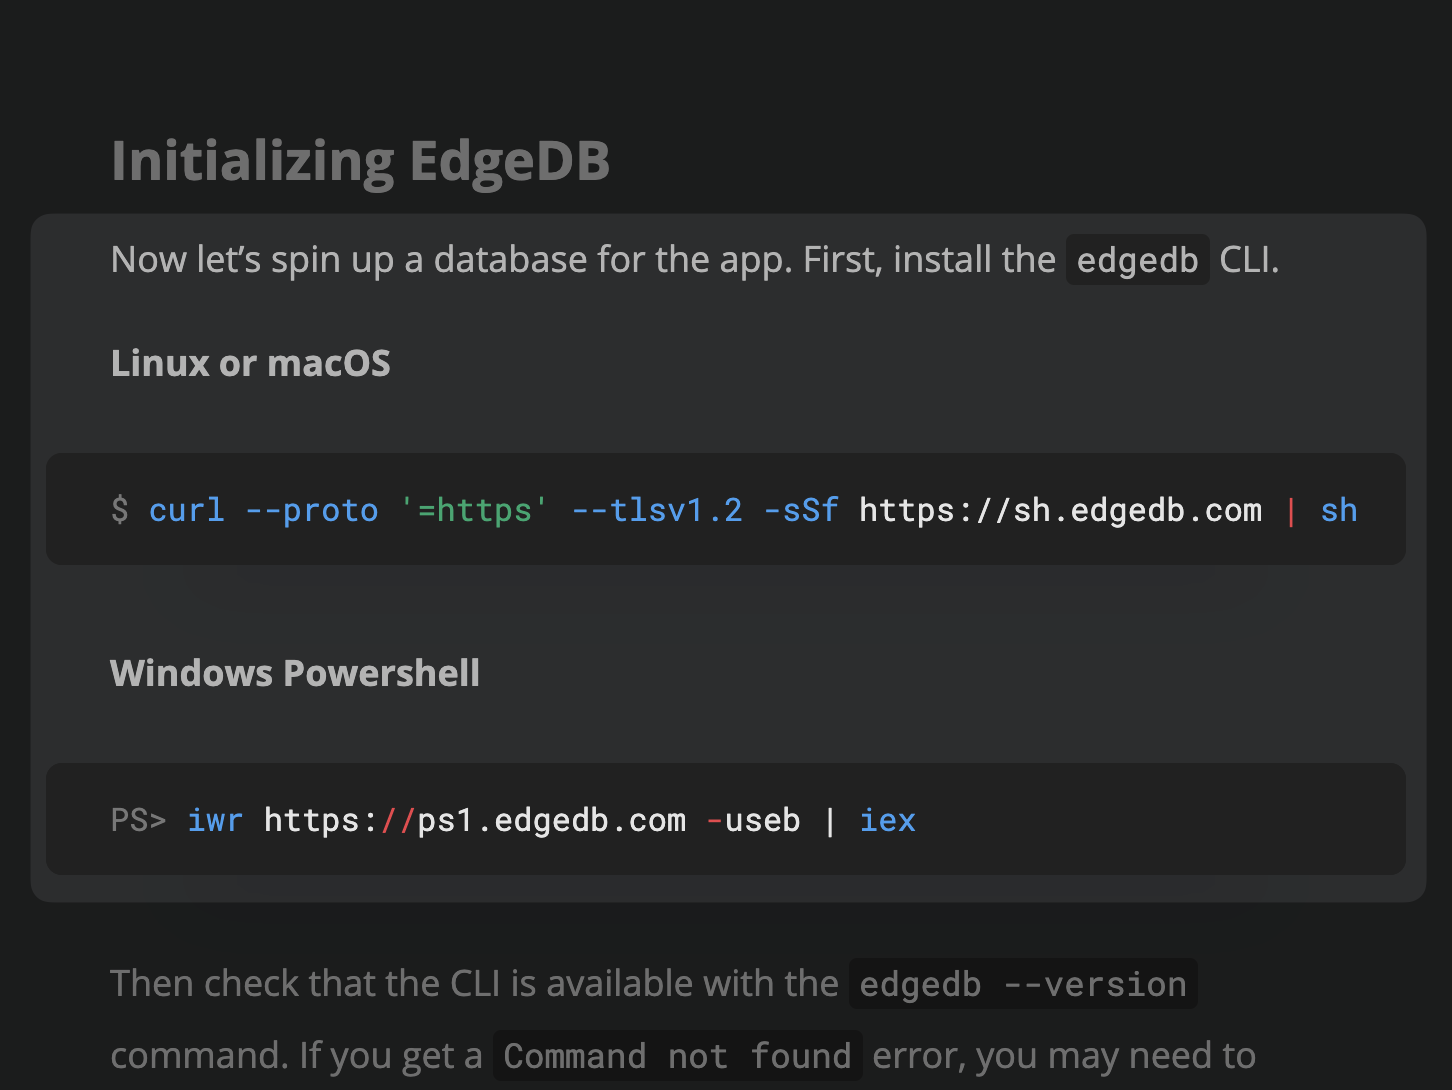 Initializing EdgeDB
Now let’s spin up a database for the app. First, install the edgedb CLI.
Linux or macOS
$ curl --proto '=https' --tlsv1.2 -sSf https://sh.edgedb.com | sh
Windows Powershell
PS> iwr https://ps1.edgedb.com -useb | iex
Then check that the CLI is available with the edgedb --version
command. If you get a Command not found error, you may need to